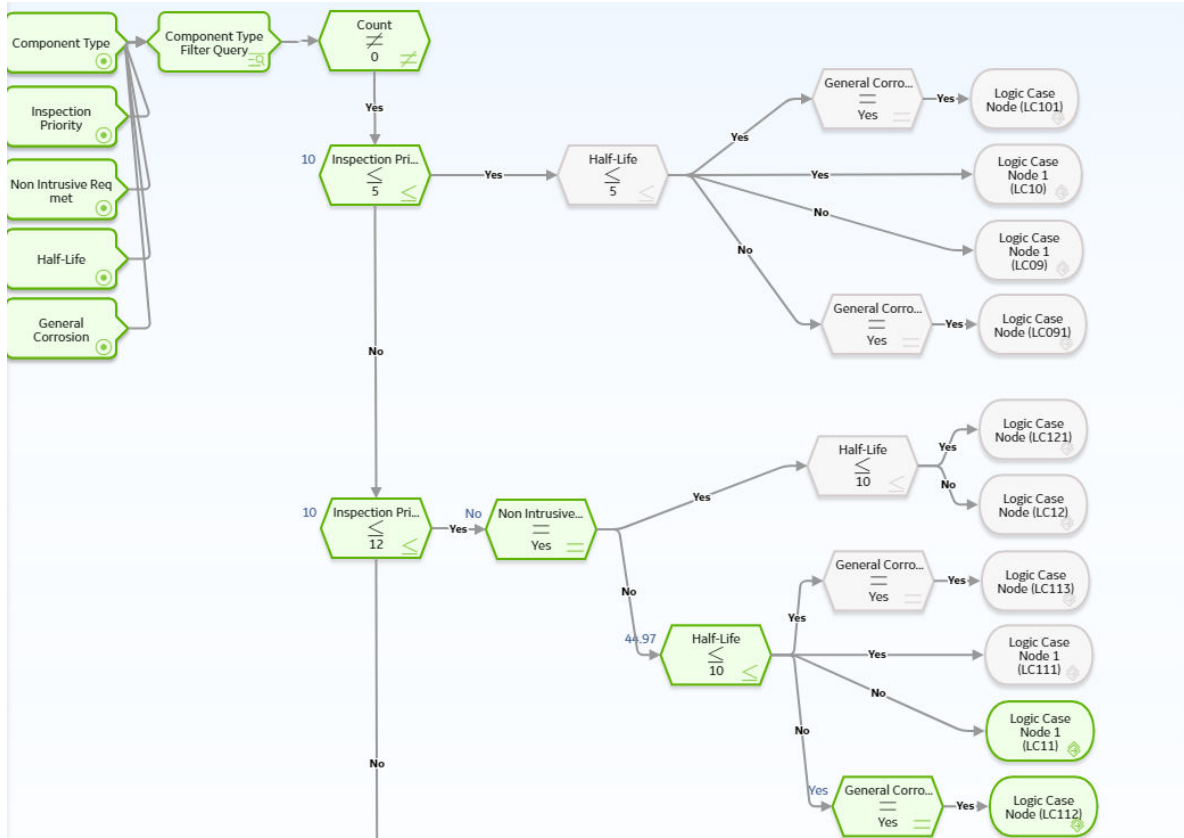 Component Type
Component Type
Filter Query
Count
≠
0
Inspection
Priority
Non Intrusive Req
met
Half-Life
General
Corrosion
Yes
10
Inspection Pri...
≤
5
Yes
Half-Life
≤
5
Yes
General Corro...
=
Yes
Yes
Logic Case
Node (LC101)
Yes
Logic Case
Node 1
(LC10)
No
Logic Case
Node 1
(LC09)
No
General Corro...
=
Yes
Yes
Logic Case
Node (LC091)
No
10
Inspection Pri...
≤
12
Yes
No
Non Intrusive...
=
Yes
Yes
Half-Life
≤
10
Yes
Logic Case
Node (LC121)
No
Logic Case
Node (LC12)
No
44.97
Half-Life
≤
10
Yes
General Corro...
=
Yes
Yes
Logic Case
Node (LC113)
Yes
Logic Case
Node 1
(LC111)
No
Logic Case
Node 1
(LC11)
No
Yes
General Corro...
=
Yes
Yes
Logic Case
Node (LC112)
No